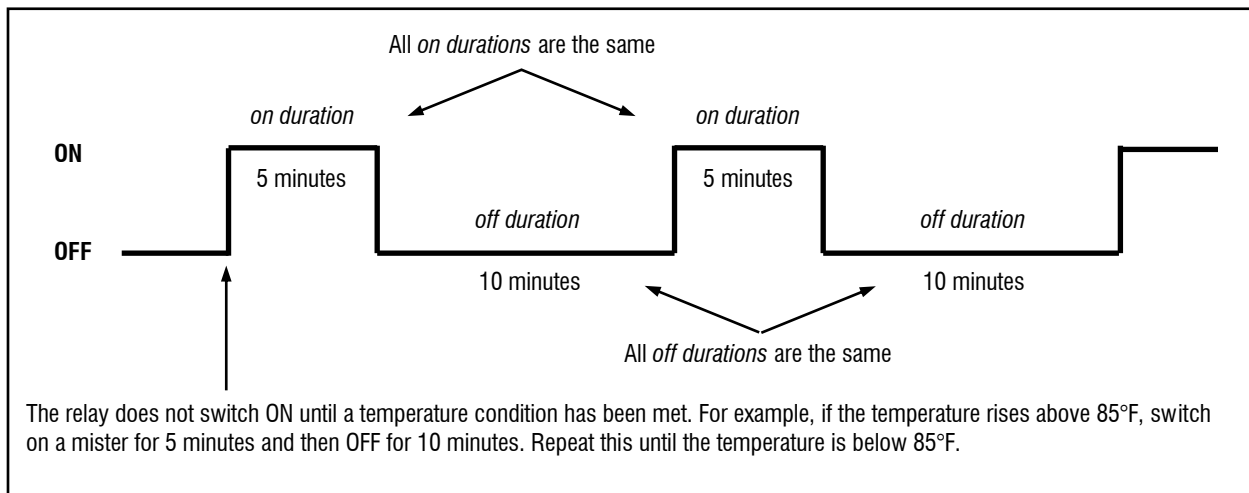 All on durations are the same
on duration
on duration
ON
5 minutes
5 minutes
off duration
off duration
OFF
10 minutes
10 minutes
All off durations are the same
The relay does not switch ON until a temperature condition has been met. For example, if the temperature rises above 85°F, switch
on a mister for 5 minutes and then OFF for 10 minutes. Repeat this until the temperature is below 85°F.